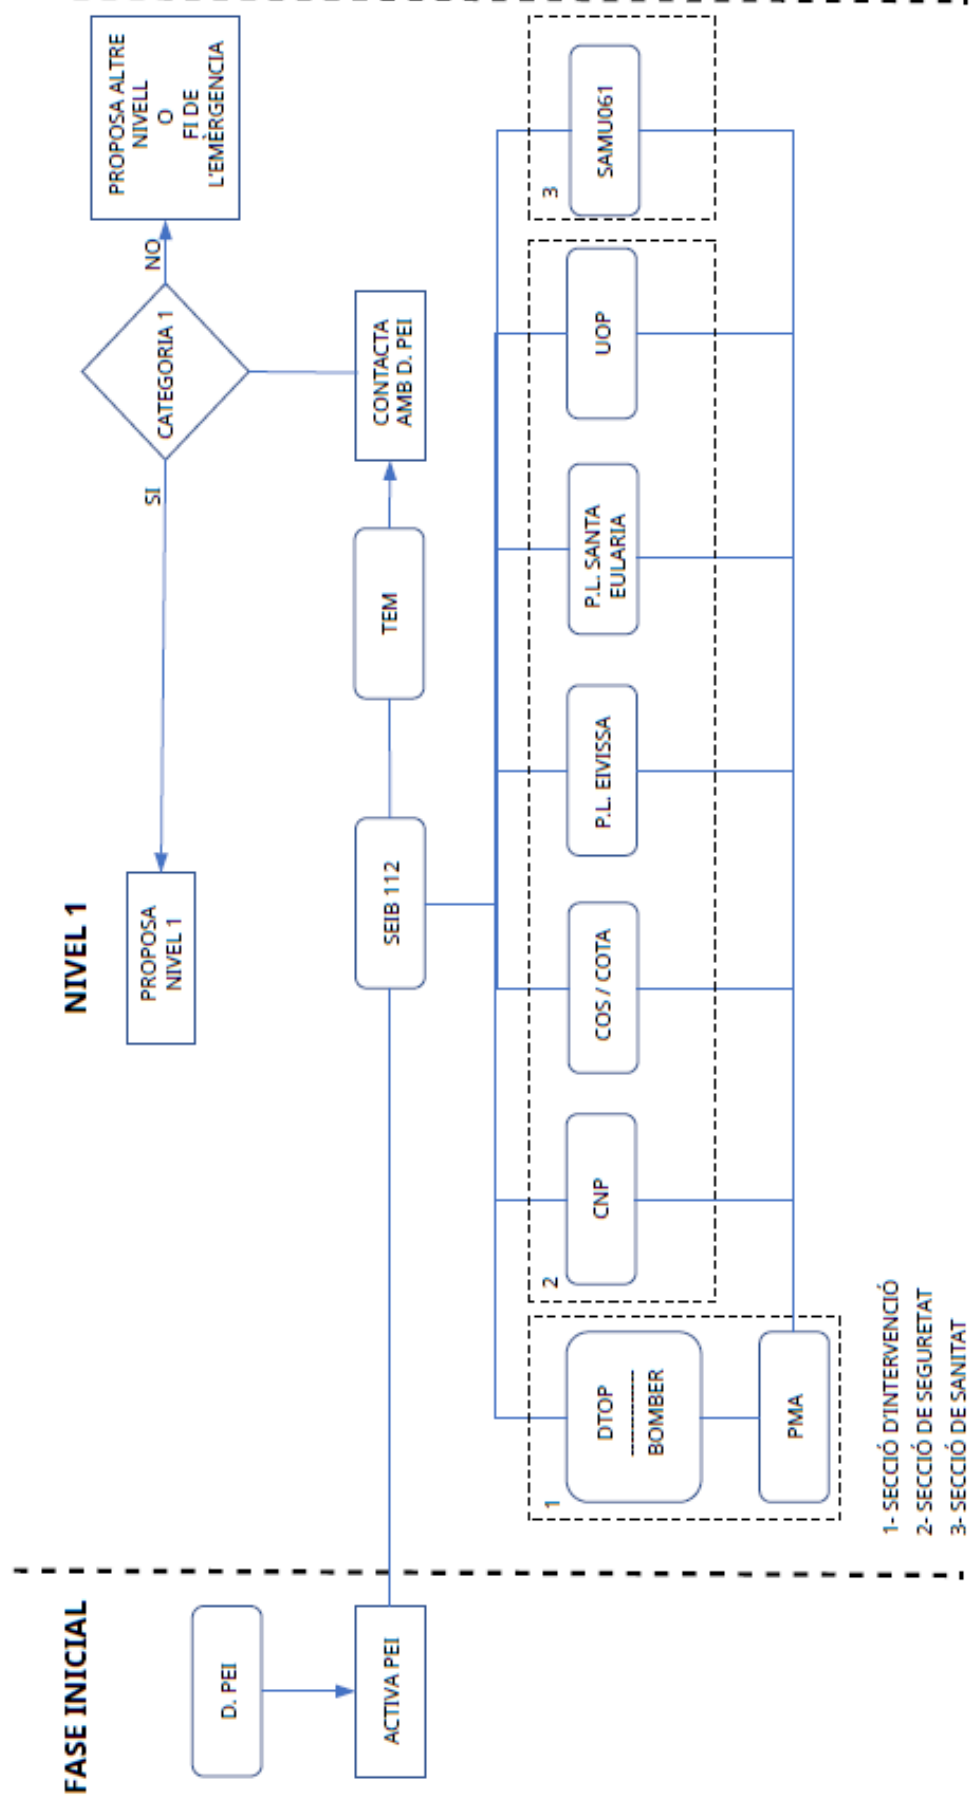 FASE INICIAL
D. PEI
ACTIVA PEI
NIVEL 1
PROPOSA
NIVEL 1
SI
CATEGORIA 1
NO
PROPOSA ALTRE
NIVELL
O
FI DE
L'EMÈRGENCIA
SEIB 112
TEM
CONTACTA
AMB D. PEI
1
DTOP
BOMBER
PMA
2
CNP
COS / COTA
P.L. EIVISSA
P.L. SANTA
EULARIA
UOP
3
SAMU061
1- SECCIÓ D'INTERVENCIÓ
2- SECCIÓ DE SEGURETAT
3- SECCIÓ DE SANITAT